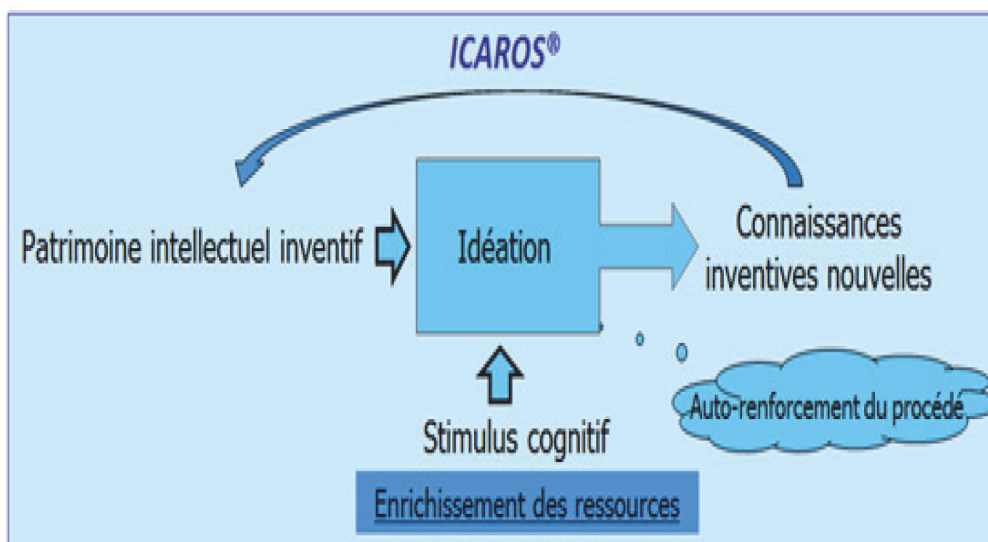 ICAROS®
Patrimoine intellectuel inventif
Idéation
Connaissances
inventives nouvelles
Auto-renforcement du procédé
Stimulus cognitif
Enrichissement des ressources